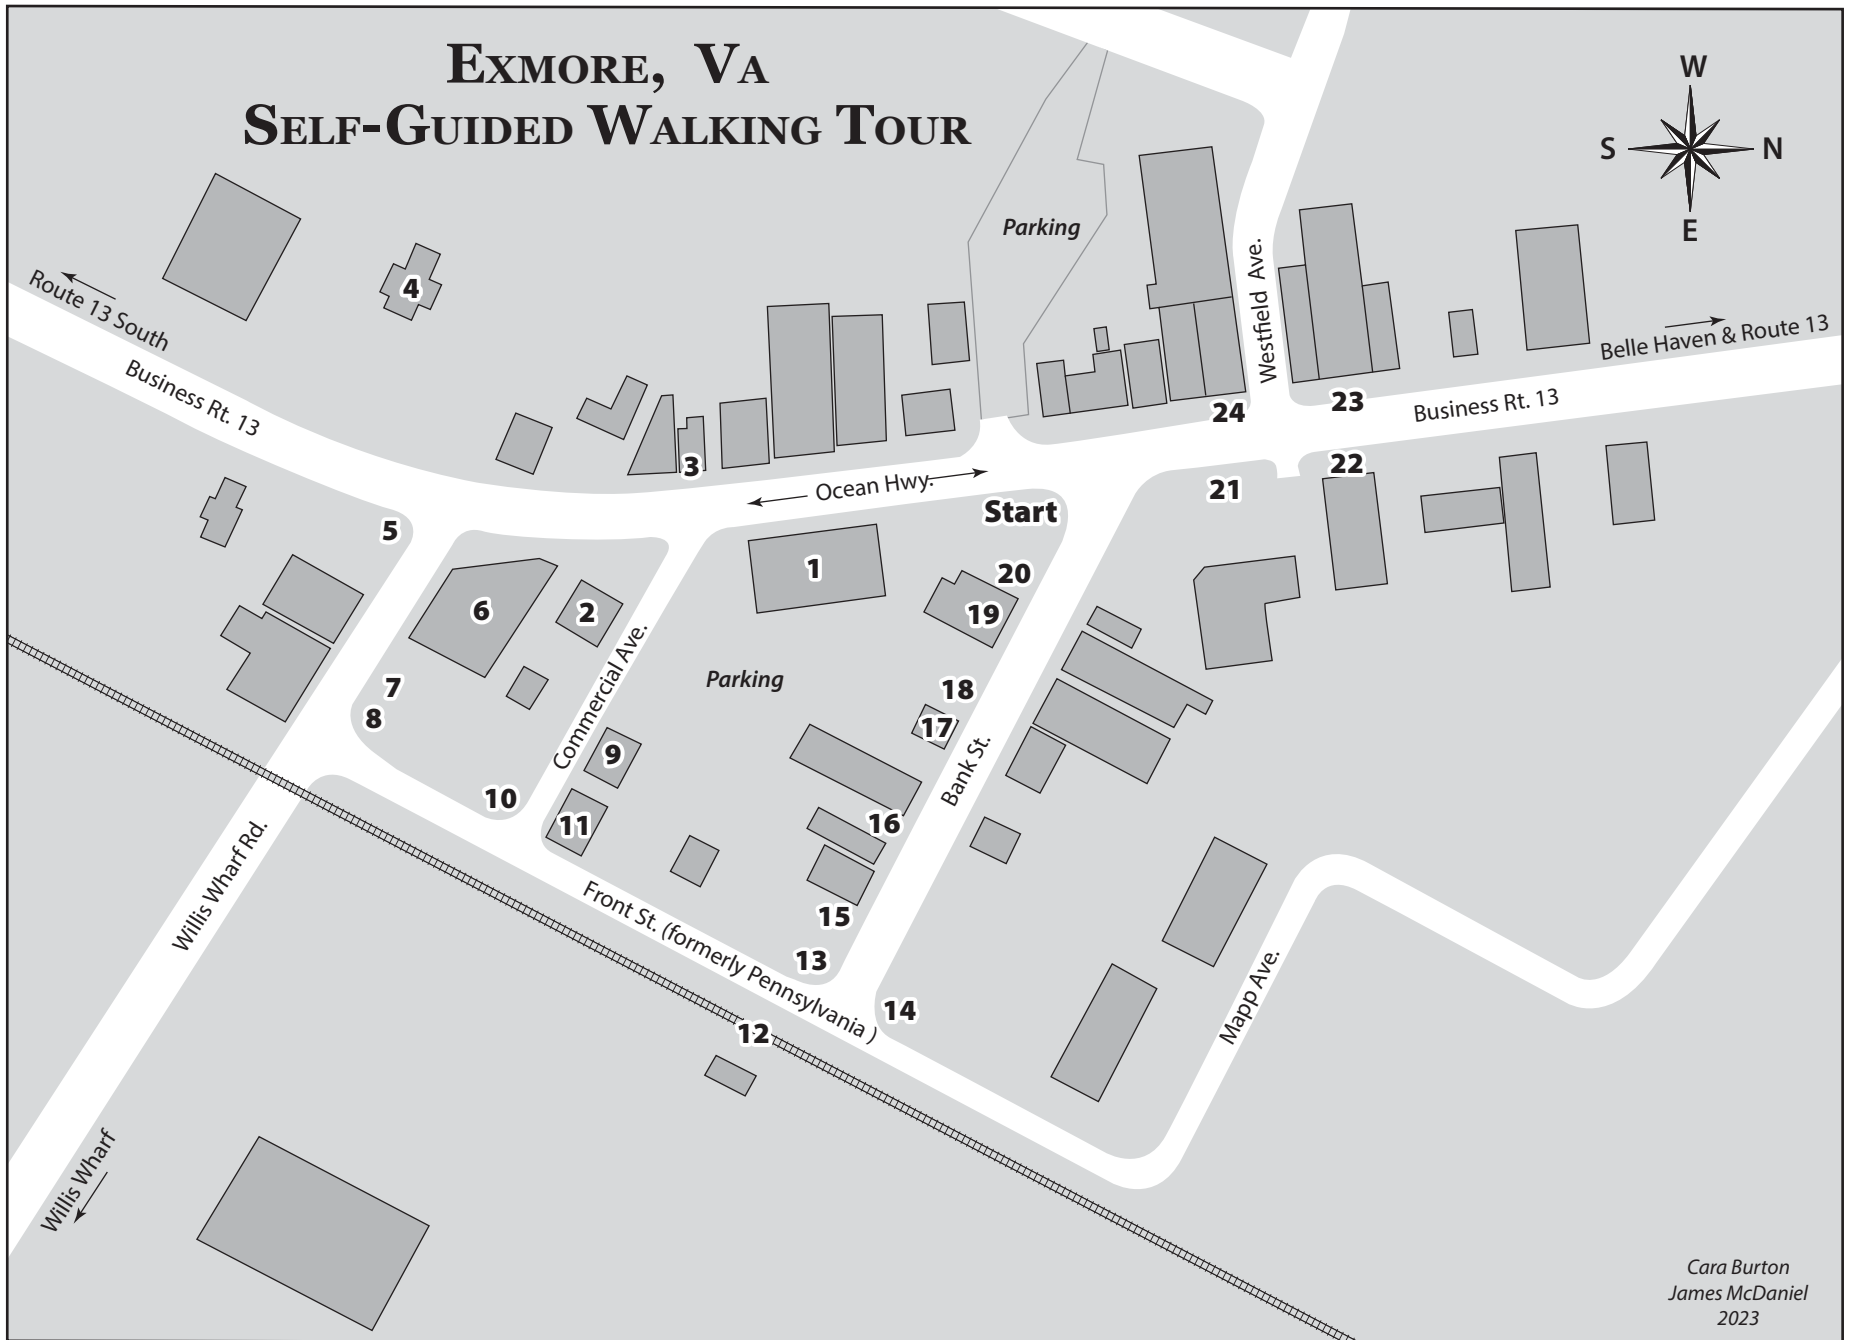 Exmore, Va
Self-Guided Walking Tour
W
S
N
E
Parking
4
Route 13 South
Westfield Ave.
Belle Haven & Route 13
Business Rt. 13
24
23
Business Rt. 13
3
22
Ocean Hwy.
21
Start
5
1
20
6
2
19
Commercial Ave.
Parking
7
18
8
17
9
Bank St.
10
11
16
Willis Wharf Rd.
Front St. (formerly Pennsylvania )
15
13
14
12
Mapp Ave.
Willis Wharf
Cara Burton
James McDaniel
2023